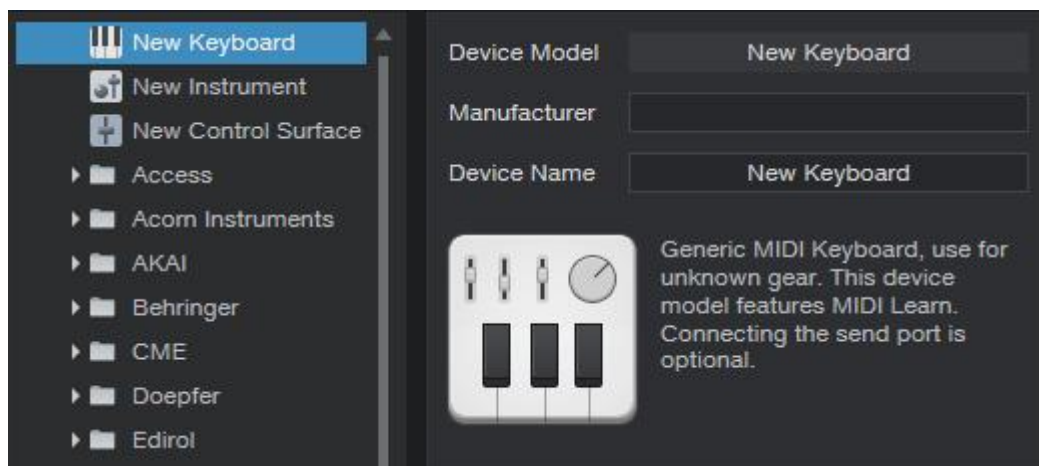 New Keyboard
New Instrument
New Control Surface
Access
Acorn Instruments
AKAI
Behringer
CME
Doepfer
Edirol
Device Model New Keyboard
Manufacturer
Device Name New Keyboard
Generic MIDI Keyboard, use for
unknown gear. This device
model features MIDI Learn.
Connecting the send port is
optional.